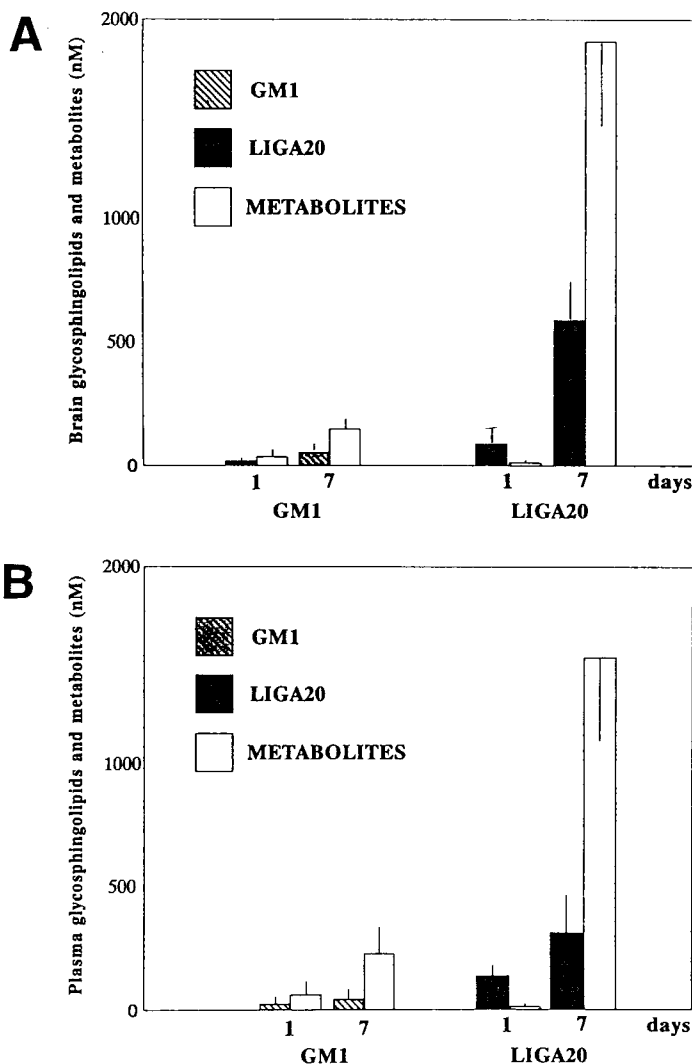 A
Brain glycosphingolipids and metabolites (nM)
2000
1000
500
0
GM1
LIGA20
METABOLITES
1 7 1 7 days
GM1 LIGA20
B
Plasma glycosphingolipids and metabolites (nM)
2000
1000
500
0
GM1
LIGA20
METABOLITES
1 7 1 7 days
GM1 LIGA20